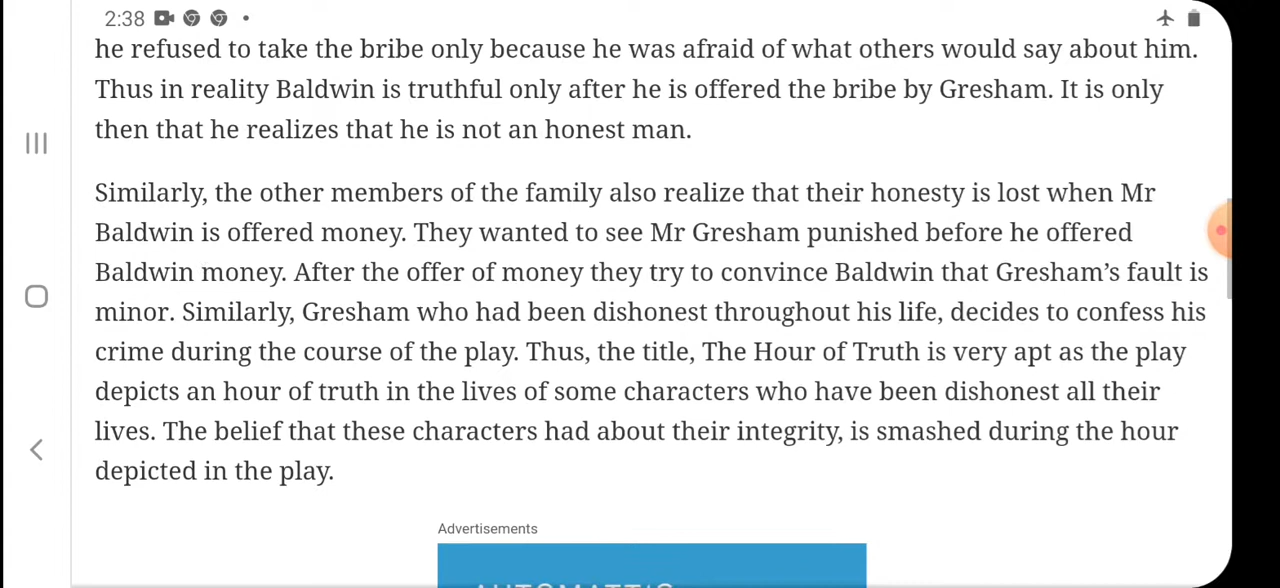 2:38
he refused to take the bribe only because he was afraid of what others would say about him.
Thus in reality Baldwin is truthful only after he is offered the bribe by Gresham. It is only
then that he realizes that he is not an honest man.
Similarly, the other members of the family also realize that their honesty is lost when Mr
Baldwin is offered money. They wanted to see Mr Gresham punished before he offered
Baldwin money. After the offer of money they try to convince Baldwin that Gresham’s fault is
minor. Similarly, Gresham who had been dishonest throughout his life, decides to confess his
crime during the course of the play. Thus, the title, The Hour of Truth is very apt as the play
depicts an hour of truth in the lives of some characters who have been dishonest all their
lives. The belief that these characters had about their integrity, is smashed during the hour
depicted in the play.
Advertisements
AUTOMATTIC